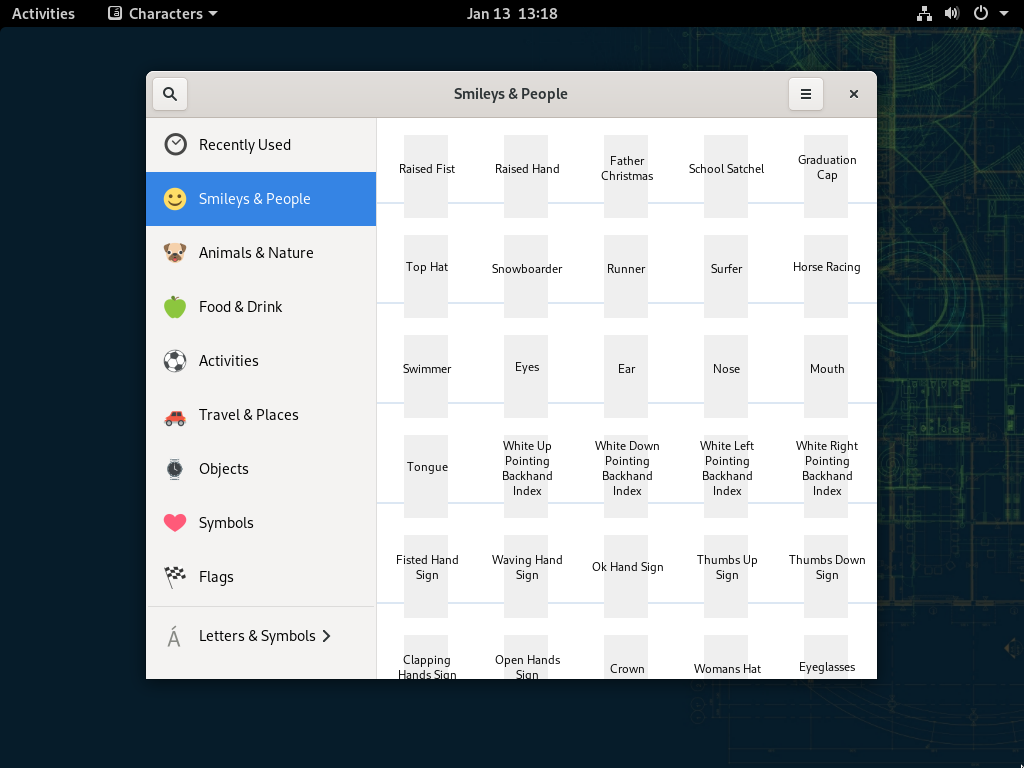 Activities
Characters
Jan 13 13:18
Smileys & People
Recently Used
Smileys & People
Animals & Nature
Food & Drink
Activities
Travel & Places
Objects
Symbols
Flags
Letters & Symbols
Raised Fist
Raised Hand
Father
Christmas
School Satchel
Graduation
Cap
Top Hat
Snowboarder
Runner
Surfer
Horse Racing
Swimmer
Eyes
Ear
Nose
Mouth
Tongue
White Up
Pointing
Backhand
Index
White Down
Pointing
Backhand
Index
White Left
Pointing
Backhand
Index
White Right
Pointing
Backhand
Index
Fisted Hand
Sign
Waving Hand
Sign
Ok Hand Sign
Thumbs Up
Sign
Thumbs Down
Sign
Clapping
Hands Sign
Open Hands
Sign
Crown
Womans Hat
Eyeglasses